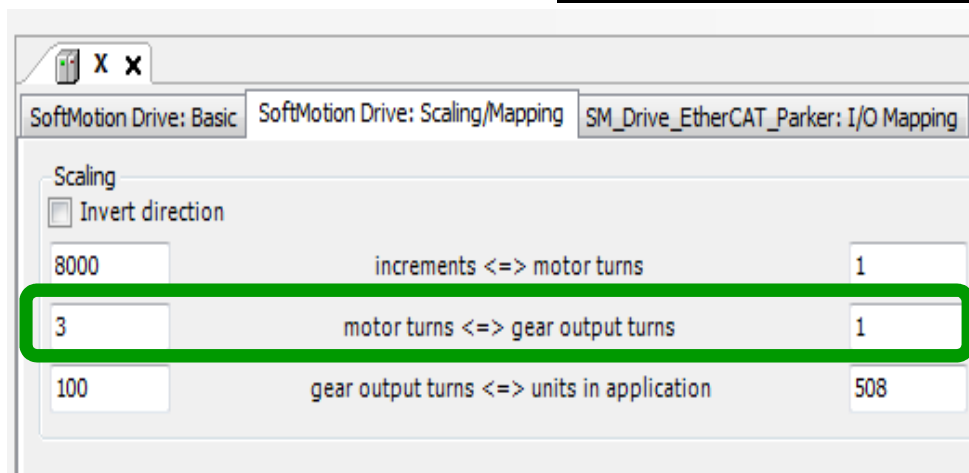 X x
SoftMotion Drive: Basic SoftMotion Drive: Scaling/Mapping SM_Drive_EtherCAT_Parker: I/O Mapping
Scaling
Invert direction
8000 increments <=> motor turns 1
3 motor turns <=> gear output turns 1
100 gear output turns <=> units in application 508